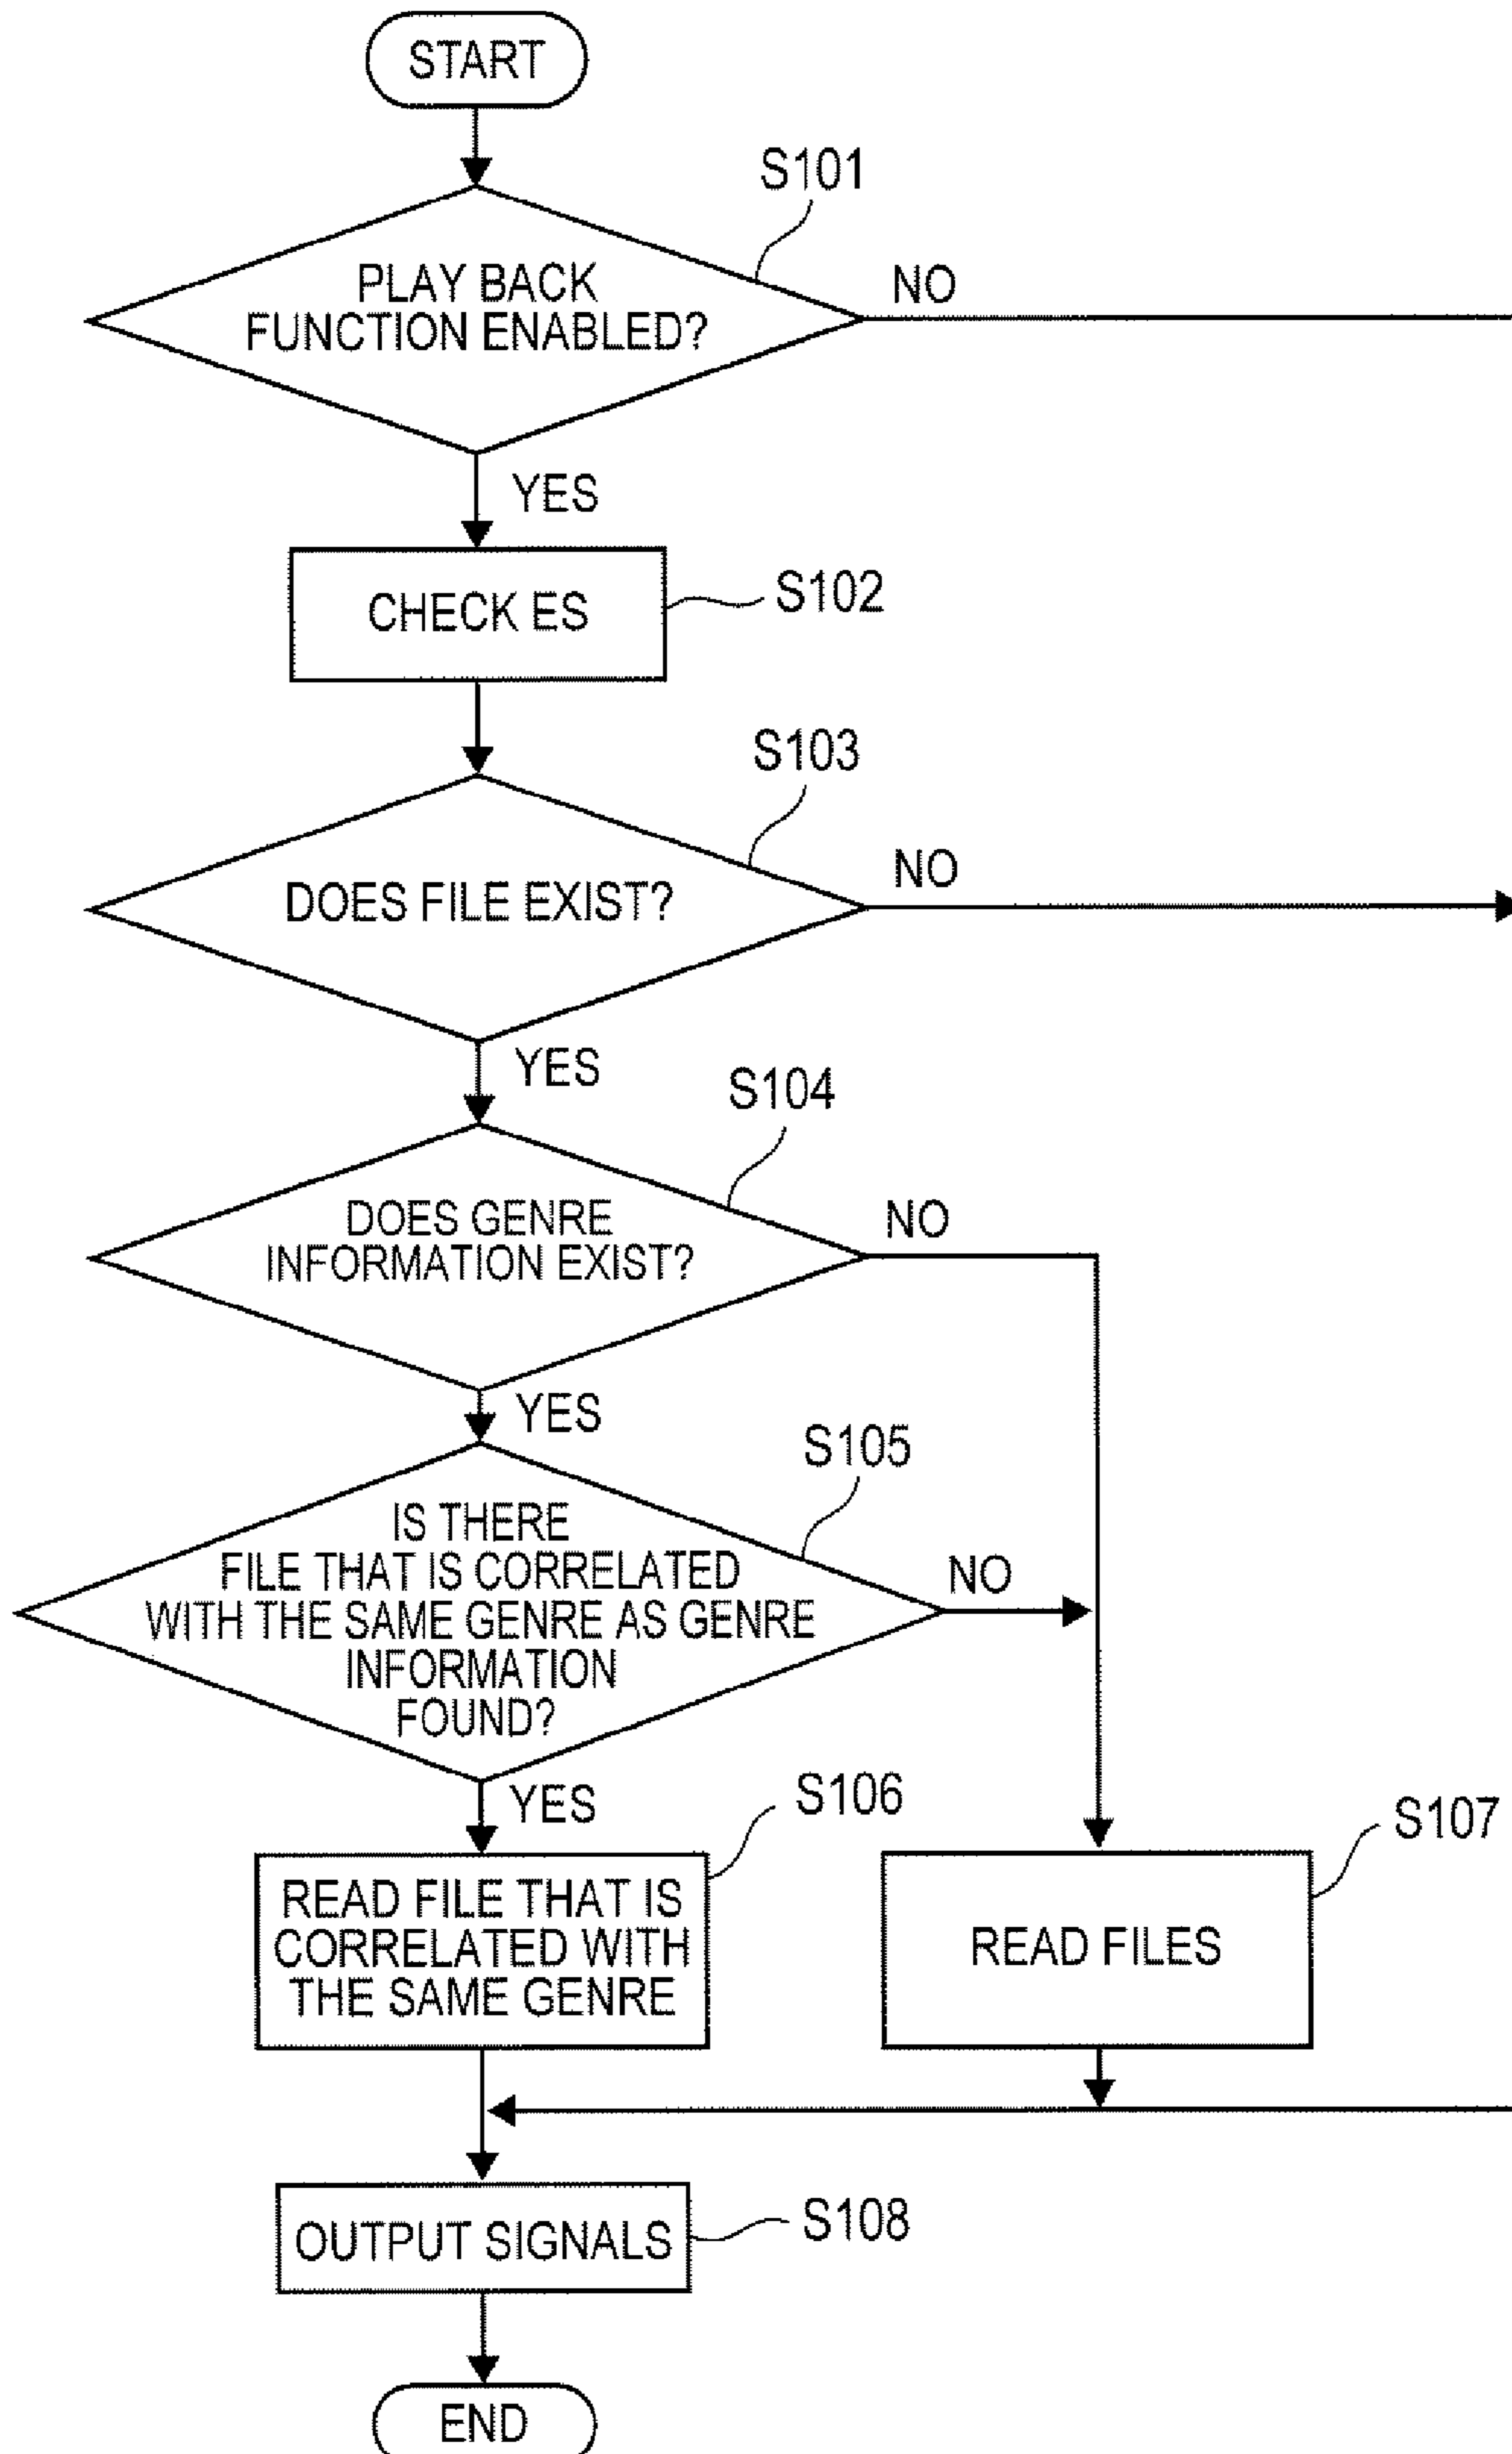 START
S101
PLAY BACK
FUNCTION ENABLED?
NO
YES
CHECK ES
S102
S103
DOES FILE EXIST?
NO
YES
S104
DOES GENRE
INFORMATION EXIST?
NO
YES
S105
IS THERE
FILE THAT IS CORRELATED
WITH THE SAME GENRE AS GENRE
INFORMATION
FOUND?
NO
YES
S106
READ FILE THAT IS
CORRELATED WITH
THE SAME GENRE
S107
READ FILES
OUTPUT SIGNALS
S108
END